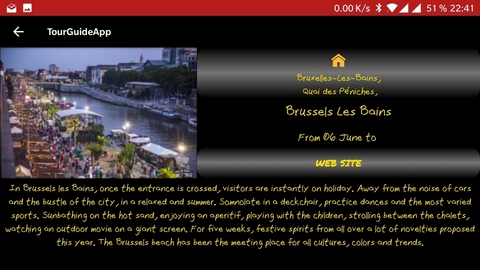 0.00 K/s 51 % 22:41
TourGuideApp
Bruxelles-Les-Bains,
Quai des Péniches,
Brussels Les Bains
From 06 June to
WEB SITE
In Brussels les Bains, once the entrance is crossed, visitors are instantly on holiday. Away from the noise of cars
and the bustle of the city, in a relaxed and summer. Somnolate in a deckchair, practice dances and the most varied
sports. Sunbathing on the hot sand, enjoying an aperitif, playing with the children, strolling between the chalets,
watching an outdoor movie on a giant screen. For five weeks, festive spirits from all over a lot of novelties proposed
this year. The Brussels beach has been the meeting place for all cultures, colors and trends.